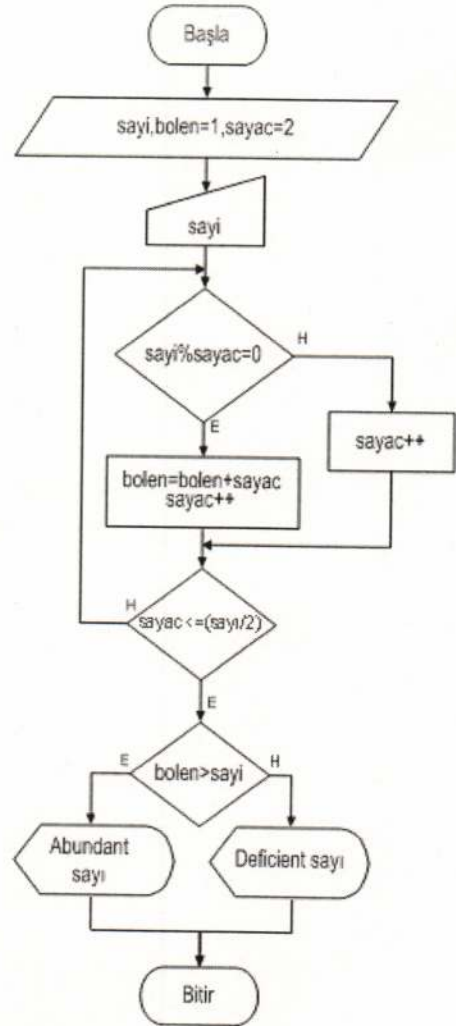 Başla
sayi,bolen=1,sayac=2
sayi
sayi%sayac=0
H
E
sayac++
bolen=bolen+sayac
sayac++
H
sayac<=(sayı/2)
E
E
bolen>sayi
H
Abundant
sayı
Deficient sayı
Bitir